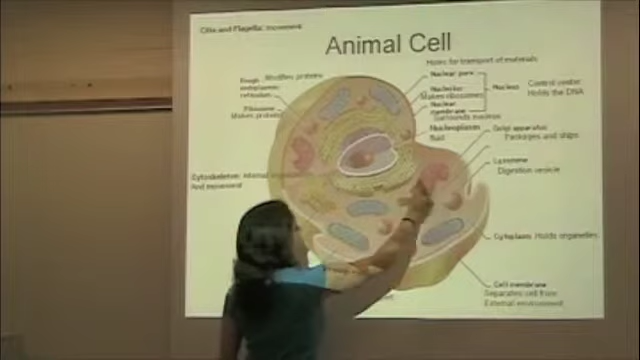 Cilia and Flagella: movement
Animal Cell
Holes for transport of materials
Rough Modifies proteins
endoplasmic
reticulum
Ribosome
Makes protein
Nuclear pore
Nucleolus
Makes ribosomes
Nuclear
membrane
Surrounds nucleus
Nucleus
Control center
Holds the DNA
Nucleoplasm
fluid
Golgi apparatus
Packages and ships
Lysosome
Digestion vesicle
Cytoskeleton: internal
And movement
Cytoplasm Holds organelles
Cell membrane
Separates cell from
External environment